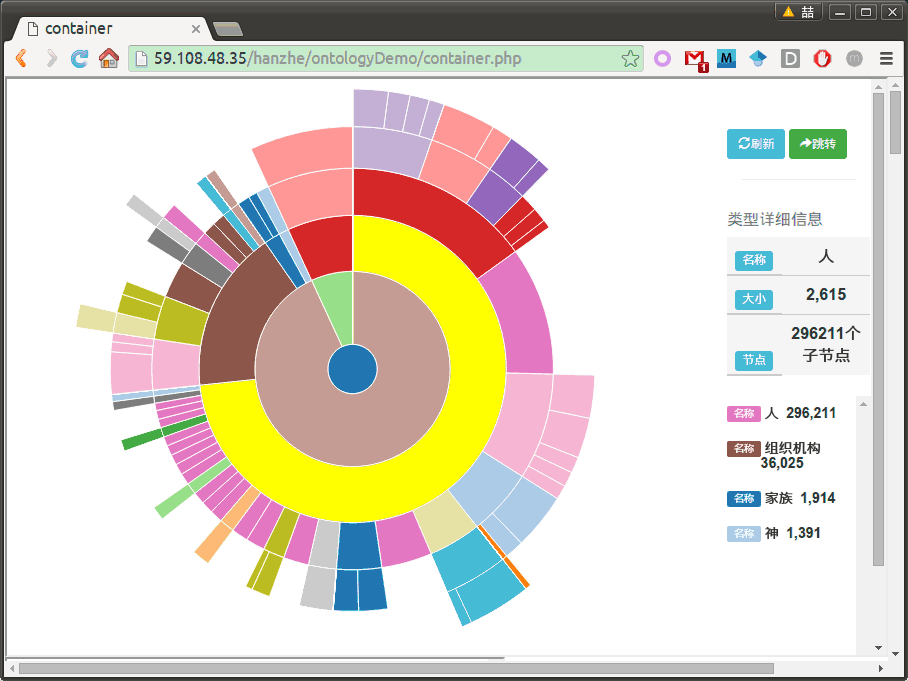 喆
container
59.108.48.35/hanzhe/ontologyDemo/container.php
1
M
D
m
刷新
跳转
类型详细信息
名称 人
大小 2,615
节点 296211个
子节点
名称 人 296,211
名称 组织机构
36,025
名称 家族 1,914
名称 神 1,391